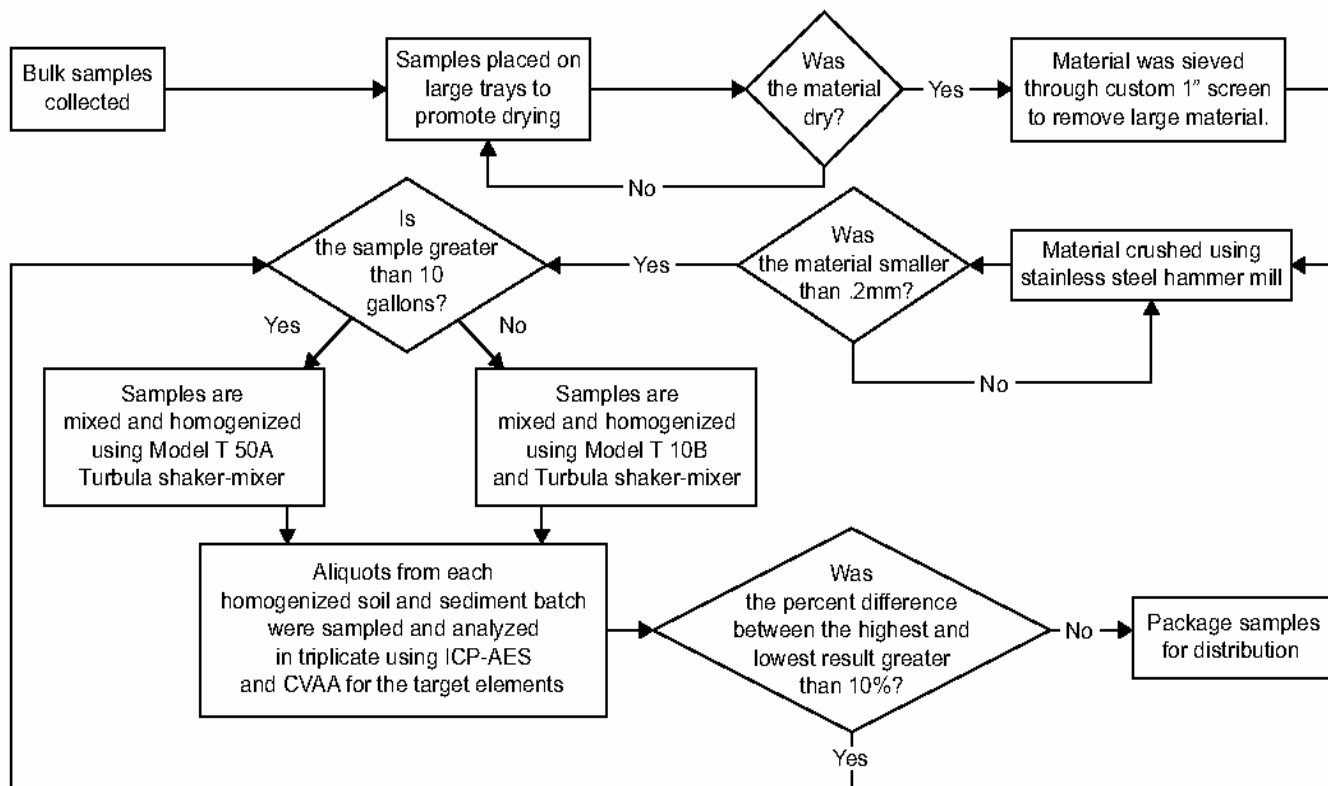 Bulk samples
collected
Samples placed on
large trays to
promote drying
Was
the material
dry?
Yes
No
Material was sieved
through custom 1” screen
to remove large material.
Material crushed using
stainless steel hammer mill
Was
the material smaller
than .2mm?
No
Yes
Is
the sample greater
than 10
gallons?
Yes
No
Samples are
mixed and homogenized
using Model T 50A
Turbula shaker-mixer
Samples are
mixed and homogenized
using Model T 10B
and Turbula shaker-mixer
Aliquots from each
homogenized soil and sediment batch
were sampled and analyzed
in triplicate using ICP-AES
and CVAA for the target elements
Was
the percent difference
between the highest and
lowest result greater
than 10%?
No
Yes
Package samples
for distribution